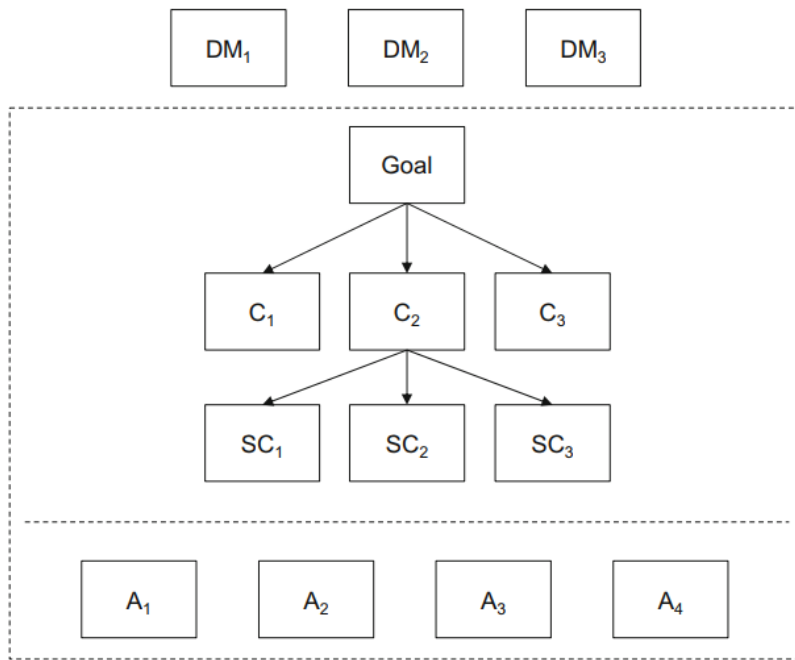 DM₁ DM₂ DM₃
Goal
C₁ C₂ C₃
SC₁ SC₂ SC₃
A₁ A₂ A₃ A₄